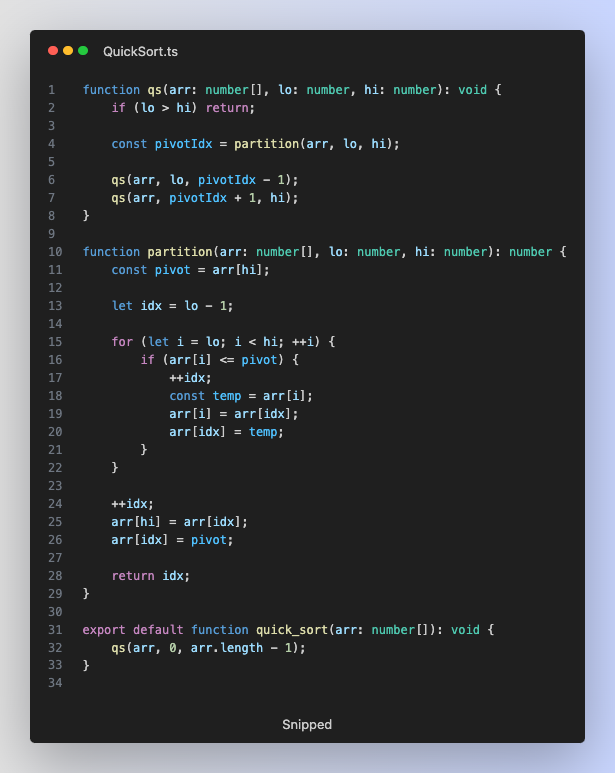 QuickSort.ts
1 function qs(arr: number[], lo: number, hi: number): void {
2     if (lo > hi) return;
3
4     const pivotIdx = partition(arr, lo, hi);
5
6     qs(arr, lo, pivotIdx - 1);
7     qs(arr, pivotIdx + 1, hi);
8 }
9
10 function partition(arr: number[], lo: number, hi: number): number {
11     const pivot = arr[hi];
12
13     let idx = lo - 1;
14
15     for (let i = lo; i < hi; ++i) {
16         if (arr[i] <= pivot) {
17             ++idx;
18             const temp = arr[i];
19             arr[i] = arr[idx];
20             arr[idx] = temp;
21         }
22     }
23
24     ++idx;
25     arr[hi] = arr[idx];
26     arr[idx] = pivot;
27
28     return idx;
29 }
30
31 export default function quick_sort(arr: number[]): void {
32     qs(arr, 0, arr.length - 1);
33 }
34
Snipped